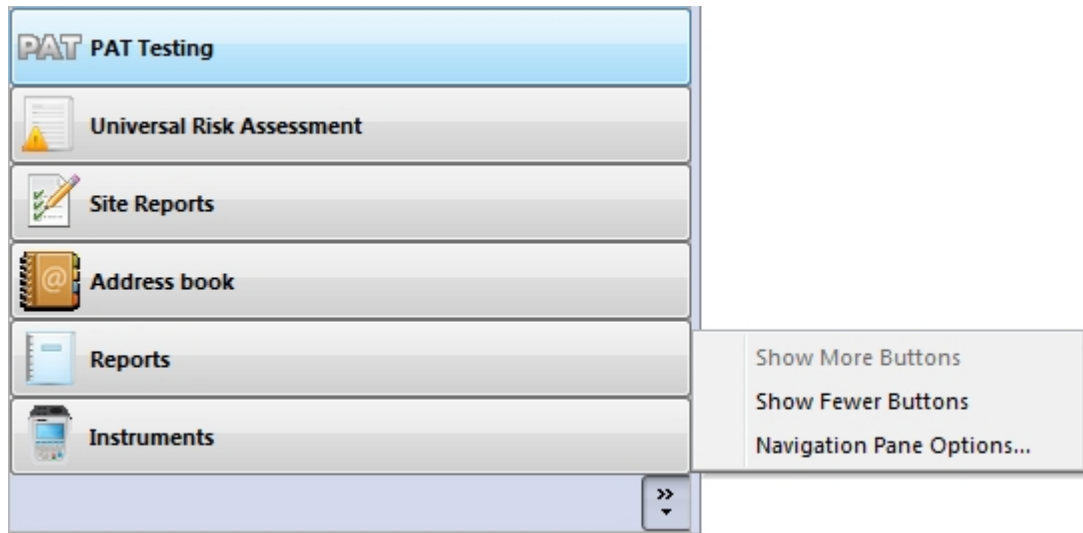 PAT PAT Testing
Universal Risk Assessment
Site Reports
@ Address book
Reports
Instruments
Show More Buttons
Show Fewer Buttons
Navigation Pane Options...